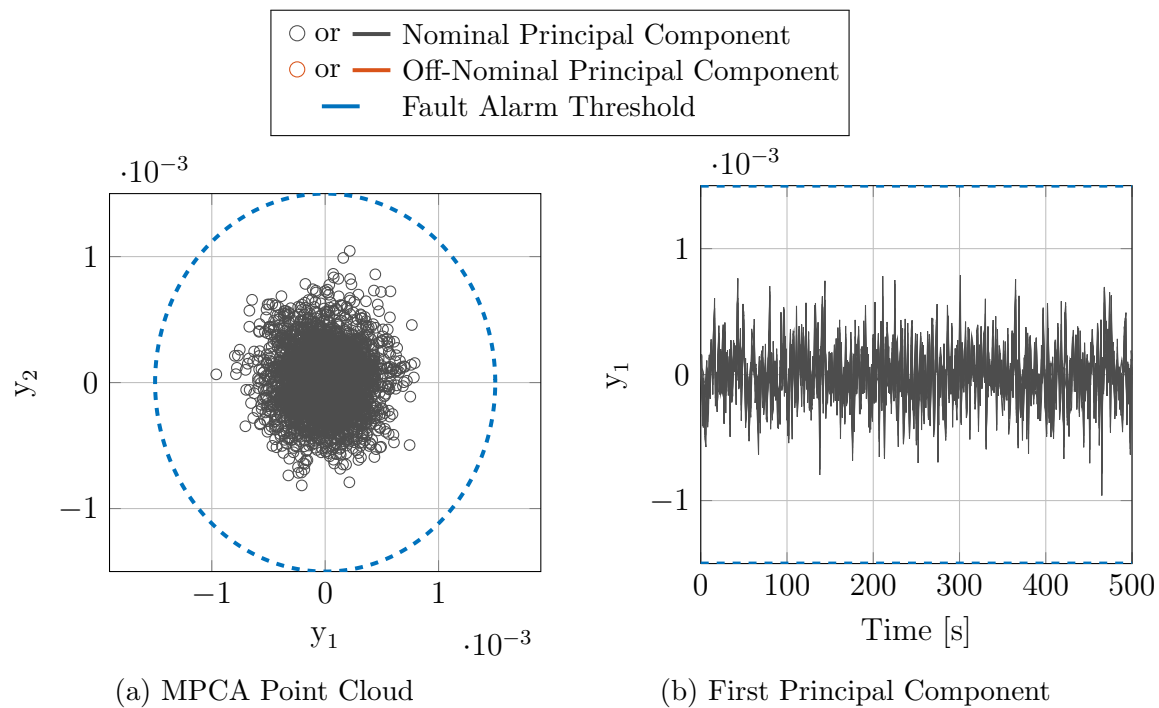 or Nominal Principal Component
or Off-Nominal Principal Component
Fault Alarm Threshold
·10⁻³
1
0
−1
y₂
−1 0 1
y₁
·10⁻³
(a) MPCA Point Cloud
·10⁻³
1
0
−1
y₁
0 100 200 300 400 500
Time [s]
(b) First Principal Component